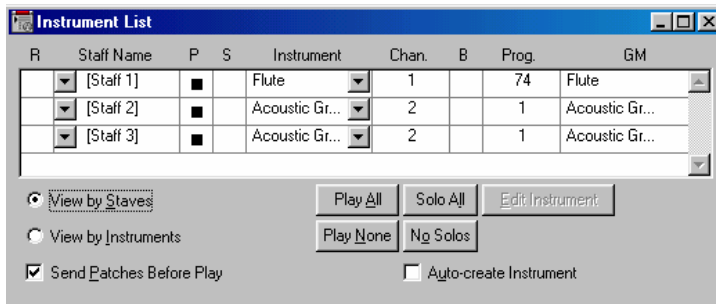 Instrument List
R Staff Name P S Instrument Chan. B Prog. GM
[Staff 1] Flute 1 74 Flute
[Staff 2] Acoustic Gr... 2 1 Acoustic Gr...
[Staff 3] Acoustic Gr... 2 1 Acoustic Gr...
View by Staves Play All Solo All Edit Instrument
View by Instruments Play None No Solos
Send Patches Before Play Auto-create Instrument